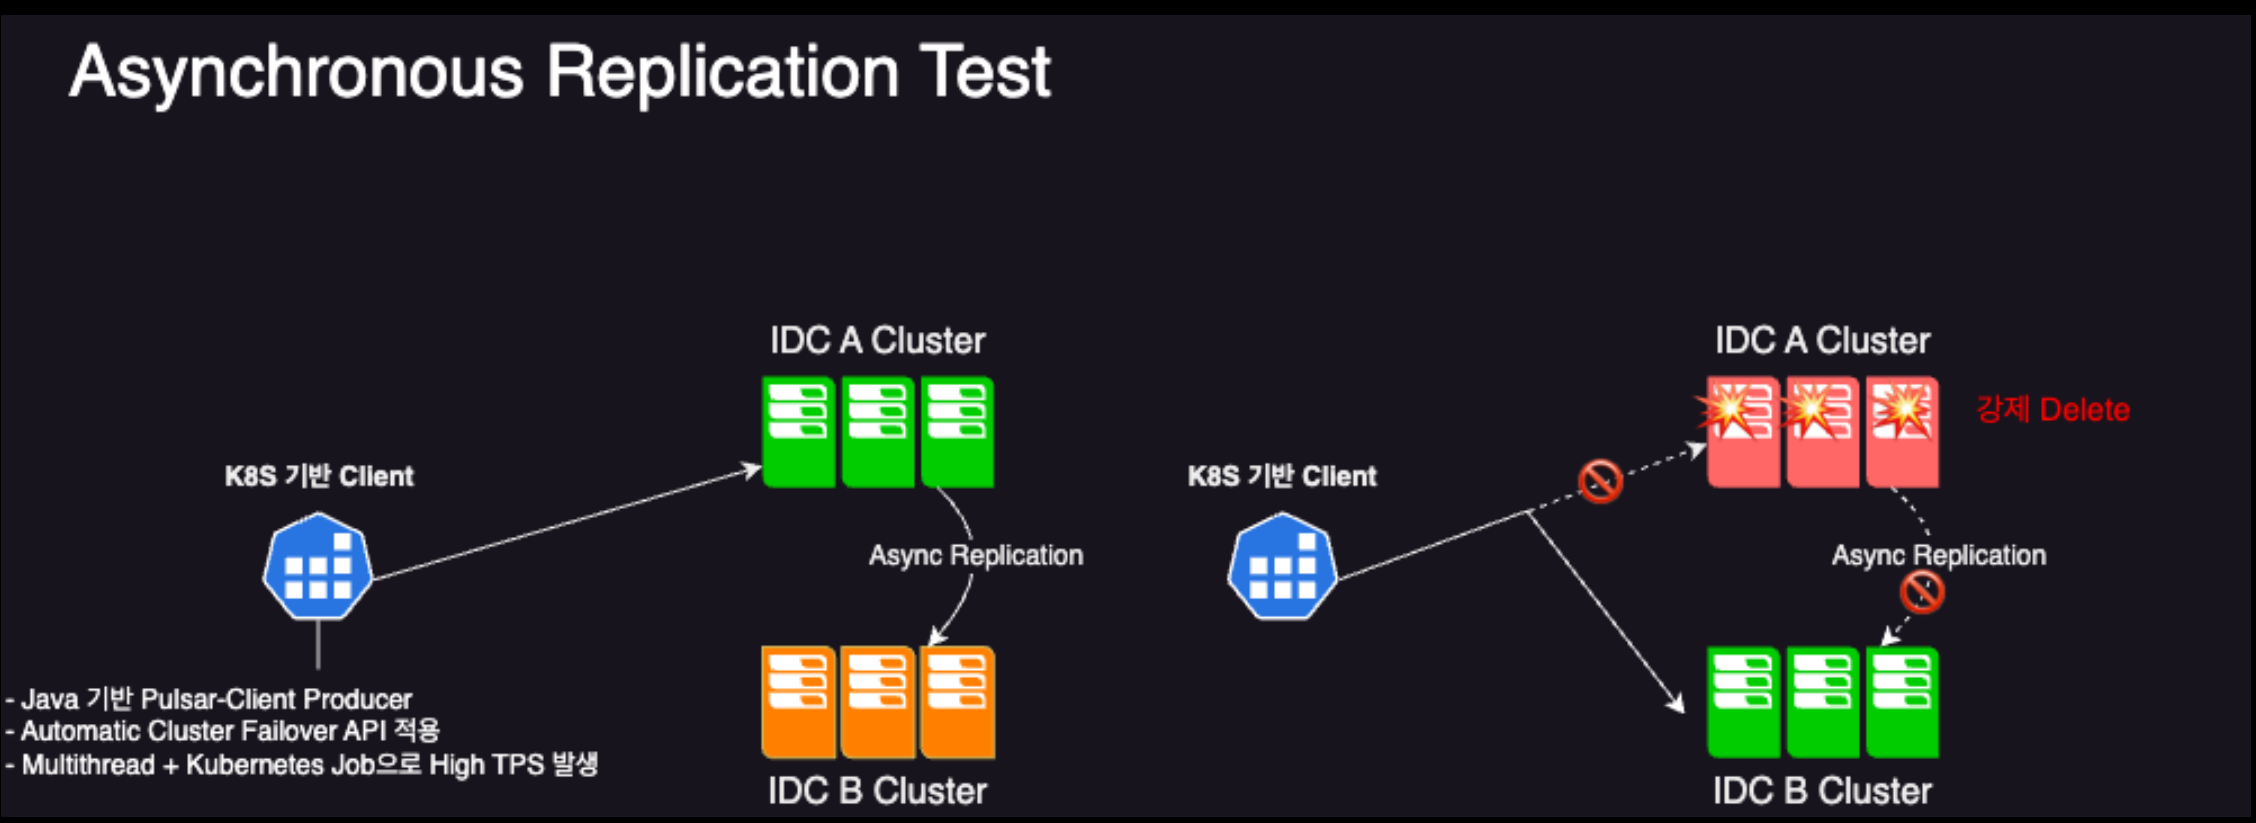 Asynchronous Replication Test
IDC A Cluster
K8S 기반 Client
Async Replication
- Java 기반 Pulsar-Client Producer
- Automatic Cluster Failover API 적용
- Multithread + Kubernetes Job으로 High TPS 발생
IDC B Cluster
IDC A Cluster
강제 Delete
K8S 기반 Client
Async Replication
IDC B Cluster